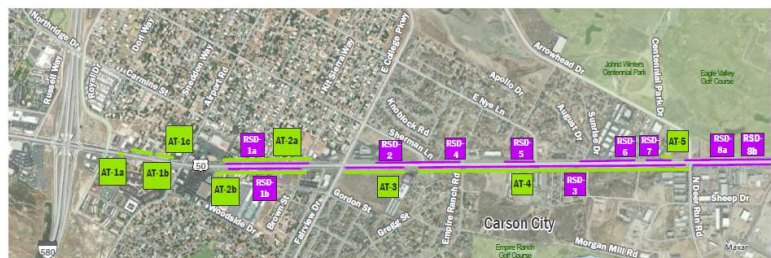 Northridge Dr
Russell Way
Royal Dr
Dori Way
Carmine St
Sneddon Way
Airport Rd
Kit Sierra Way
E College Pkwy
Knoblock Rd
Sherman Ln
E Nye Ln
Apollo Dr
Arrowhead Dr
August Dr
Sunrise Dr
Centennial Park Dr
John D Winters
Centennial Park
Eagle Valley
Golf Course
AT-1a
AT-1b
AT-1c
50
AT-2b
RSD-
1a
AT-2a
RSD-
1b
RSD-
2
AT-3
RSD-
4
RSD-
5
AT-4
RSD-
3
RSD-
6
RSD-
7
AT-5
RSD-
8a
RSD-
8b
Woodside Dr
Brown St
Fairview Dr
Gordon St
Gregg St
Empire Ranch Rd
Carson City
N Deer Run Rd
Sheep Dr
Morgan Mill Rd
Empire Ranch
Golf Course
580
Maxar